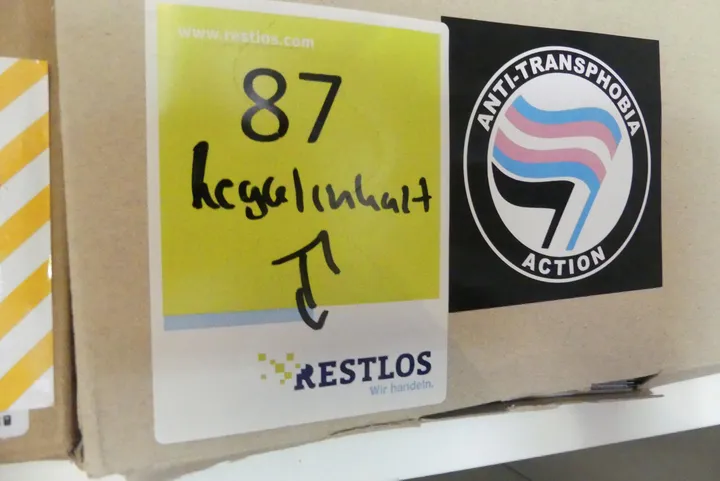 www.restlos.com
87
Regalinhalt
RESTLOS
Wir handeln.
ANTI-TRANSPHOBIA
ACTION